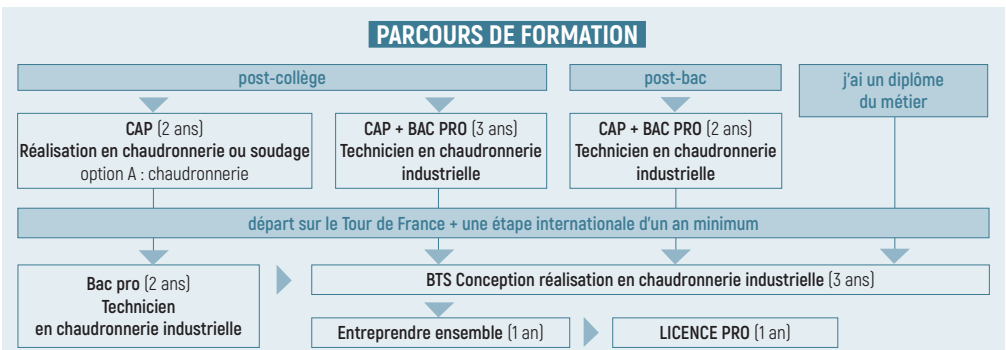 PARCOURS DE FORMATION
post-collège
post-bac
j'ai un diplôme
du métier
CAP (2 ans)
Réalisation en chaudronnerie ou soudage
option A : chaudronnerie
CAP + BAC PRO (3 ans)
Technicien en chaudronnerie
industrielle
CAP + BAC PRO (2 ans)
Technicien en chaudronnerie
industrielle
départ sur le Tour de France + une étape internationale d'un an minimum
Bac pro (2 ans)
Technicien
en chaudronnerie industrielle
BTS Conception réalisation en chaudronnerie industrielle (3 ans)
Entreprendre ensemble (1 an)
LICENCE PRO (1 an)